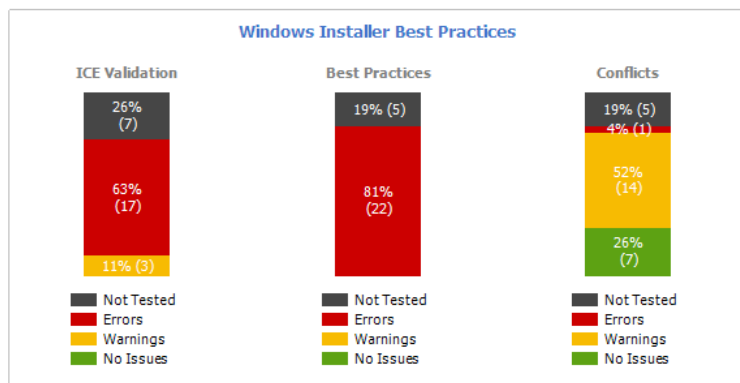 Windows Installer Best Practices
ICE Validation
26%
(7)
63%
(17)
11% (3)
Not Tested
Errors
Warnings
No Issues
Best Practices
19% (5)
81%
(22)
Not Tested
Errors
Warnings
No Issues
Conflicts
19% (5)
4% (1)
52%
(14)
26%
(7)
Not Tested
Errors
Warnings
No Issues